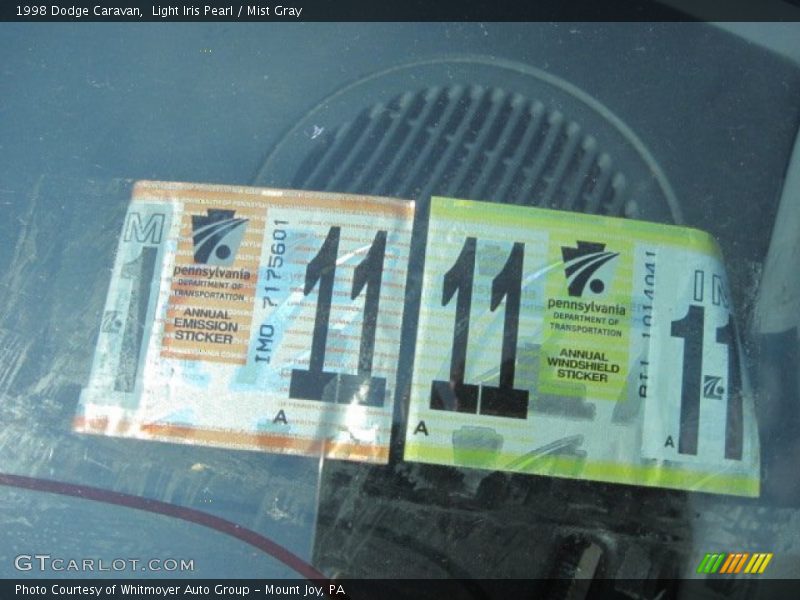 1998 Dodge Caravan,  Light Iris Pearl / Mist Gray
M
1
pennsylvania
DEPARTMENT OF
TRANSPORTATION
ANNUAL
EMISSION
STICKER
IM0 7175601
11
A
11
A
pennsylvania
DEPARTMENT OF
TRANSPORTATION
ANNUAL
WINDSHIELD
STICKER
IN
11
A
GTCARLOT.COM
Photo Courtesy of Whitmoyer Auto Group - Mount Joy, PA